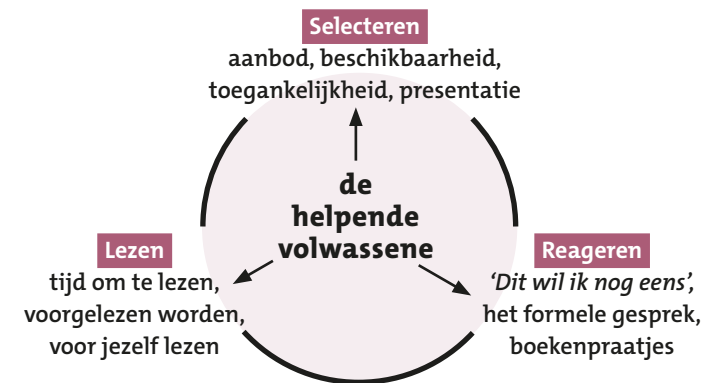 Selecteren
aanbod, beschikbaarheid,
toegankelijkheid, presentatie
de
helpende
volwassene
Lezen
tijd om te lezen,
voorgelezen worden,
voor jezelf lezen
Reageren
‘Dit wil ik nog eens’,
het formele gesprek,
boekenpraatjes